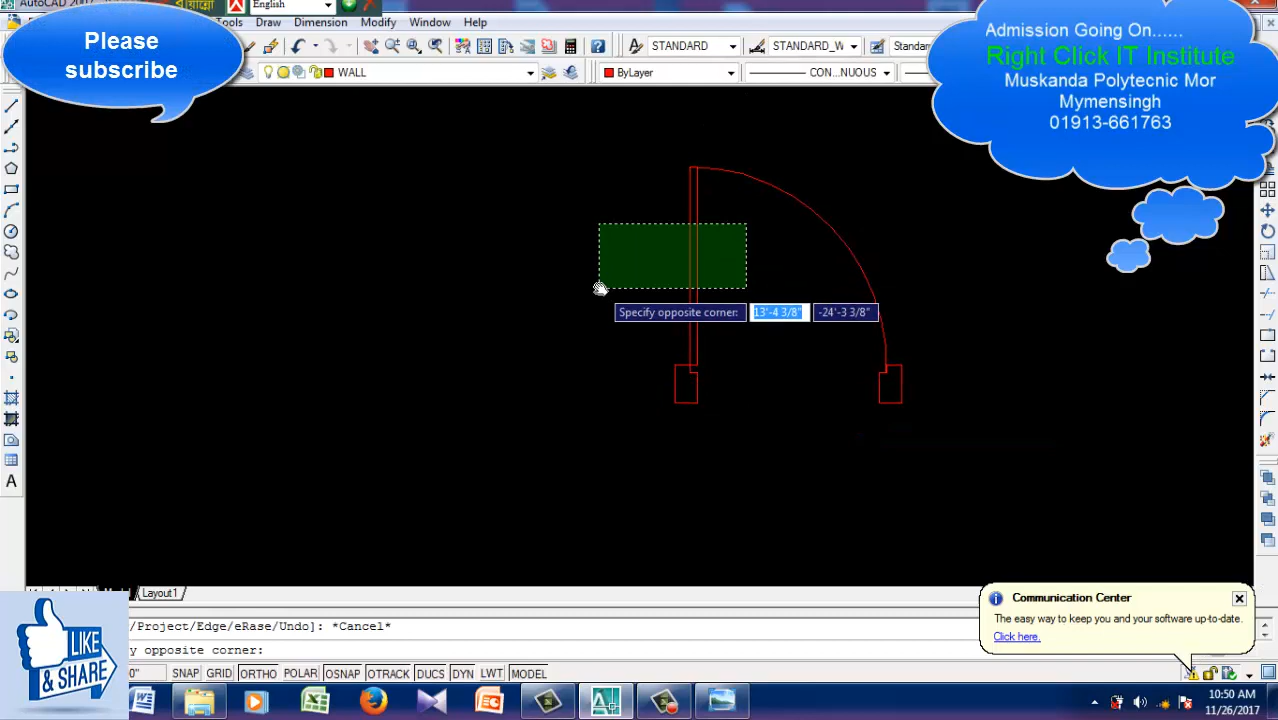 AutoCAD 2007
English
Tools Draw Dimension Modify Window Help
STANDARD
STANDARD_W
Standard
WALL
ByLayer
CON...NUOUS
Please
subscribe
Admission Going On......
Right Click IT Institute
Muskanda Polytecnic Mor
Mymensingh
01913-661763
Specify opposite corner:
13'-4 3/8"
-24'-3 3/8"
A
Layout1
Communication Center
The easy way to keep you and your software up-to-date.
Click here.
/Project/Edge/eRase/Undo]: *Cancel*
y opposite corner:
LIKE
& SHARE
0" SNAP GRID ORTHO POLAR OSNAP OTRACK DUCS DYN LWT MODEL
10:50 AM
11/26/2017